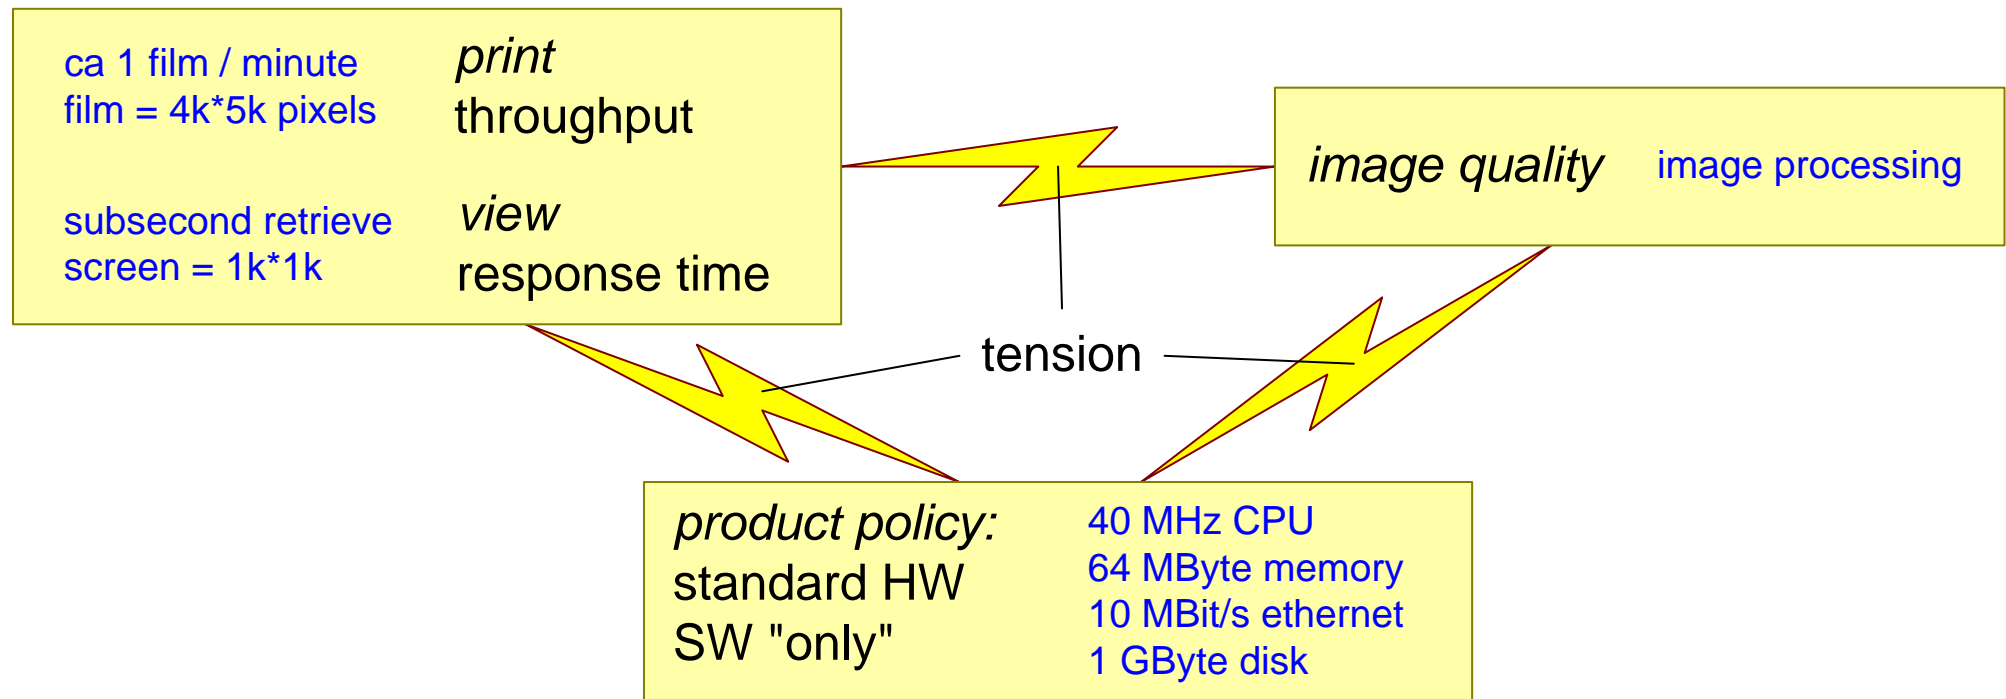 ca 1 film / minute
film = 4k*5k pixels
print
throughput
subsecond retrieve
screen = 1k*1k
view
response time
image quality
image processing
tension
product policy:
standard HW
SW "only"
40 MHz CPU
64 MByte memory
10 MBit/s ethernet
1 GByte disk